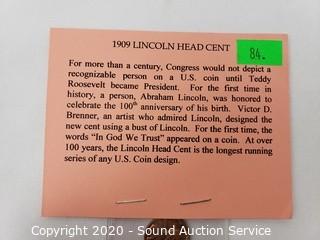 1909 LINCOLN HEAD CENT
84.
For more than a century, Congress would not depict a
recognizable person on a U.S. coin until Teddy
Roosevelt became President. For the first time in
history, a person, Abraham Lincoln, was honored to
celebrate the 100th anniversary of his birth. Victor D.
Brenner, an artist who admired Lincoln, designed the
new cent using a bust of Lincoln. For the first time, the
words "In God We Trust" appeared on a coin. At over
100 years, the Lincoln Head Cent is the longest running
series of any U.S. Coin design.
Copyright 2020 - Sound Auction Service